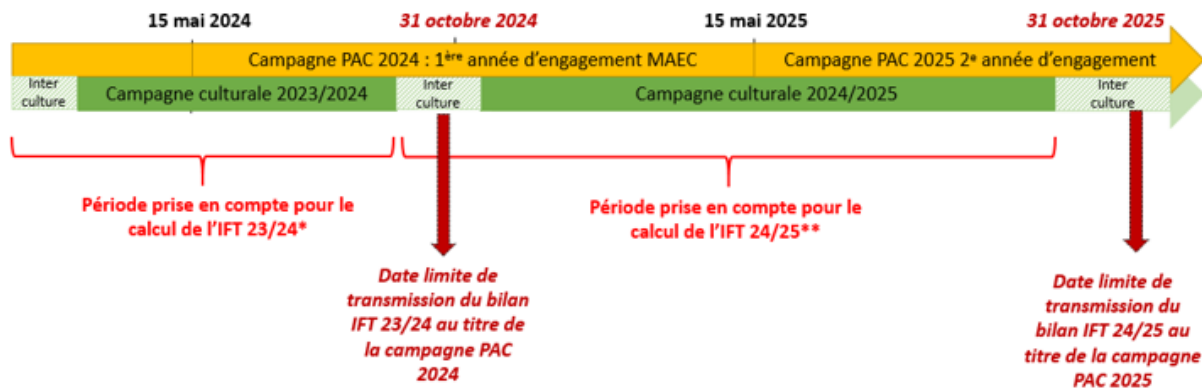 15 mai 2024
31 octobre 2024
15 mai 2025
31 octobre 2025
Campagne PAC 2024 : 1ère année d'engagement MAEC
Campagne PAC 2025 2e année d'engagement
Inter
culture
Campagne culturale 2023/2024
Inter
culture
Campagne culturale 2024/2025
Inter
culture
Période prise en compte pour le
calcul de l'IFT 23/24*
Période prise en compte pour le
calcul de l'IFT 24/25**
Date limite de
transmission du bilan
IFT 23/24 au titre de
la campagne PAC
2024
Date limite de
transmission du
bilan IFT 24/25 au
titre de la campagne
PAC 2025